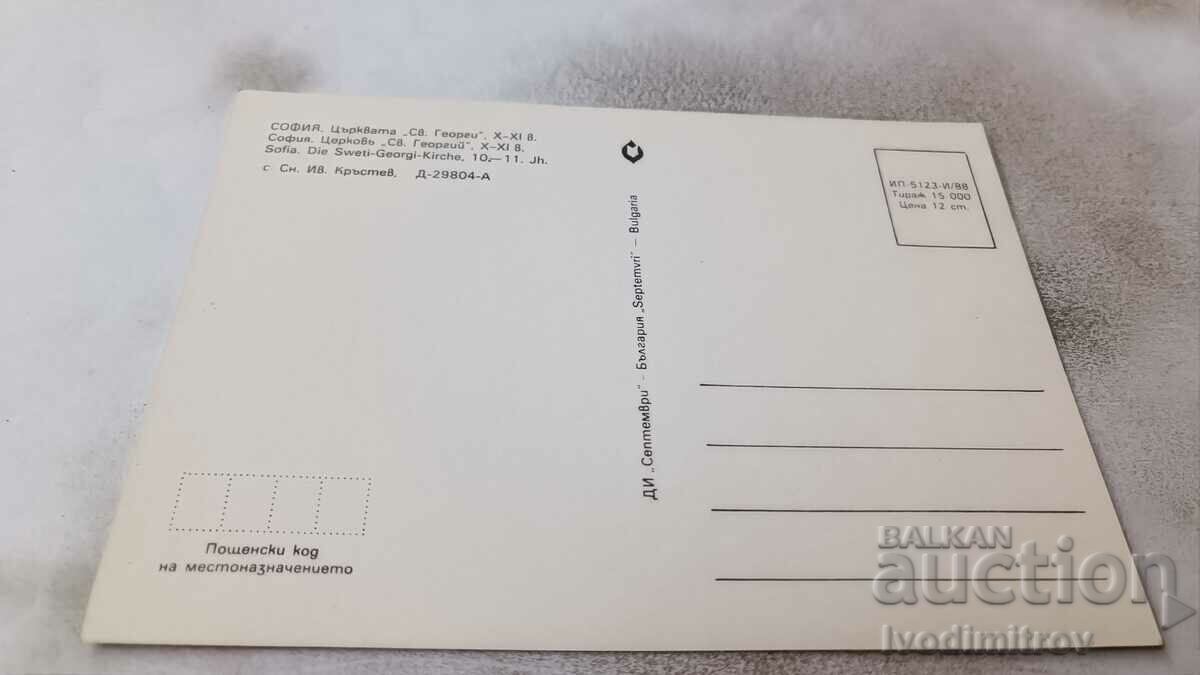 СОФИЯ. Църквата „Св. Георги“, X–XI в.
София. Церковь „Св. Георгий“, X–XI в.
Sofia. Die Sweti-Georgi-Kirche, 10.—11. Jh.
с Сн. Ив. Кръстев, Д-29804-А
ДИ „Септември“ - България „Septemvri“ – Bulgaria
ИП-5123-И/88
Тираж 15 000
Цена 12 ст.
Пощенски код
на местоназначението
BALKAN
auction
Ivodimitrov